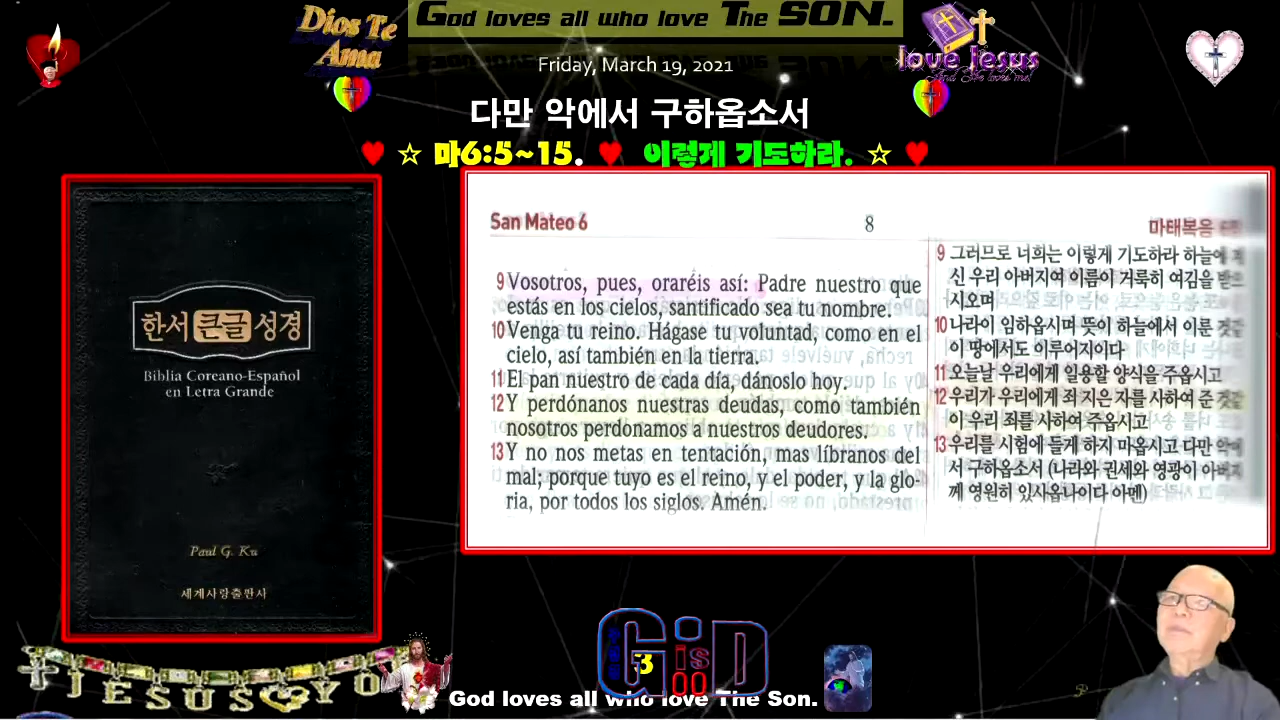 Dios Te
Ama
God loves all who love The SON.
love Jesus
And He loves me!
Friday, March 19, 2021
다만 악에서 구하옵소서
♥ ☆ 마6:5~15. ♥ 이렇게 기도하라. ☆ ♥
한서 큰글 성경
Biblia Coreano-Español
en Letra Grande
Paul G. Ku
세계사랑출판사
San Mateo 6
8
마태복음
9 Vosotros, pues, oraréis así: Padre nuestro que
estás en los cielos, santificado sea tu nombre.
10 Venga tu reino. Hágase tu voluntad, como en el
cielo, así también en la tierra.
11 El pan nuestro de cada día, dánoslo hoy.
12 Y perdónanos nuestras deudas, como también
nosotros perdonamos a nuestros deudores.
13 Y no nos metas en tentación, mas líbranos del
mal; porque tuyo es el reino, y el poder, y la glo-
ria, por todos los siglos. Amén.
9 그러므로 너희는 이렇게 기도하라 하늘에 계
신 우리 아버지여 이름이 거룩히 여김을 받으
시오며
10 나라이 임하옵시며 뜻이 하늘에서 이룬 것같
이 땅에서도 이루어지이다
11 오늘날 우리에게 일용할 양식을 주옵시고
12 우리가 우리에게 죄 지은 자를 사하여 준 것같
이 우리 죄를 사하여 주옵시고
13 우리를 시험에 들게 하지 마옵시고 다만 악에
서 구하옵소서 (나라와 권세와 영광이 아버지
께 영원히 있사옵나이다 아멘)
JESUS YO
GisD
3
God loves all who love The Son.